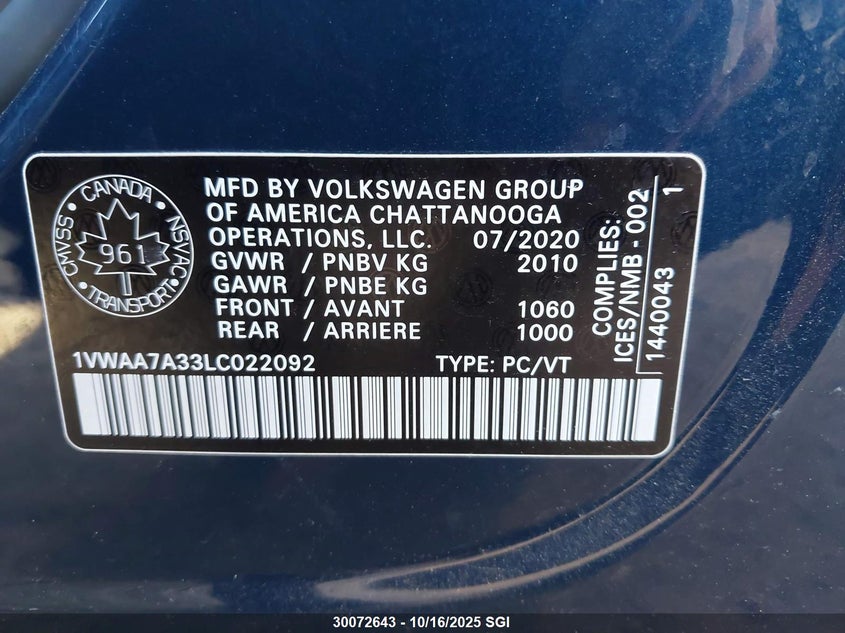 CANADA
CMVSS
NSVAC
961
TRANSPORT
MFD BY VOLKSWAGEN GROUP
OF AMERICA CHATTANOOGA
OPERATIONS, LLC. 07/2020
GVWR / PNBV KG 2010
GAWR / PNBE KG
FRONT / AVANT 1060
REAR / ARRIERE 1000
1VWAA7A33LC022092 TYPE: PC/VT
COMPLIES:
ICES/NMB - 002
1440043 1
30072643 - 10/16/2025 SGI